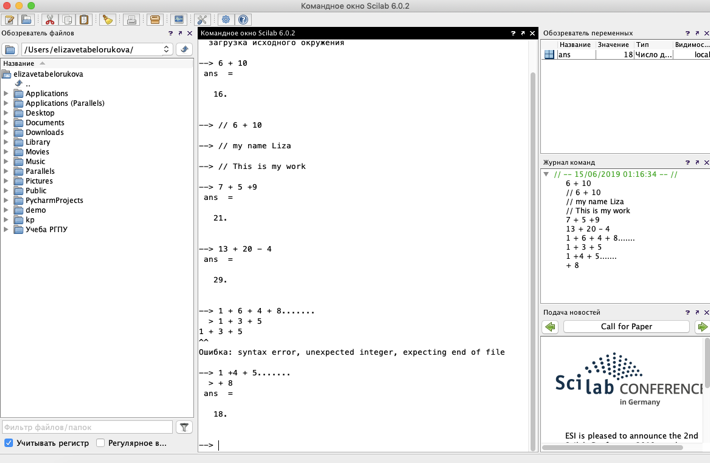 Командное окно Scilab 6.0.2
Обозреватель файлов
/Users/elizavetabelorukova/
Название
elizavetabelorukova
..
Applications
Applications (Parallels)
Desktop
Documents
Downloads
Library
Movies
Music
Parallels
Pictures
Public
PycharmProjects
demo
kp
Учеба РГПУ
Фильтр файлов/папок
Учитывать регистр
Регулярное в...
Командное окно Scilab 6.0.2
загрузка исходного окружения
--> 6 + 10
ans  =
16.
--> // 6 + 10
--> // my name Liza
--> // This is my work
--> 7 + 5 +9
ans  =
21.
--> 13 + 20 - 4
ans  =
29.
--> 1 + 6 + 4 + 8.......
> 1 + 3 + 5
1 + 3 + 5
^^
Ошибка: syntax error, unexpected integer, expecting end of file
--> 1 +4 + 5.......
> + 8
ans  =
18.
-->
Обозреватель переменных
Название Значение Тип Видимос...
ans 18 Число д... local
Журнал команд
// -- 15/06/2019 01:16:34 -- //
6 + 10
// 6 + 10
// my name Liza
// This is my work
7 + 5 +9
13 + 20 - 4
1 + 6 + 4 + 8.......
1 + 3 + 5
1 +4 + 5.......
+ 8
Подача новостей
Call for Paper
Scilab CONFERENCE
in Germany
ESI is pleased to announce the 2nd